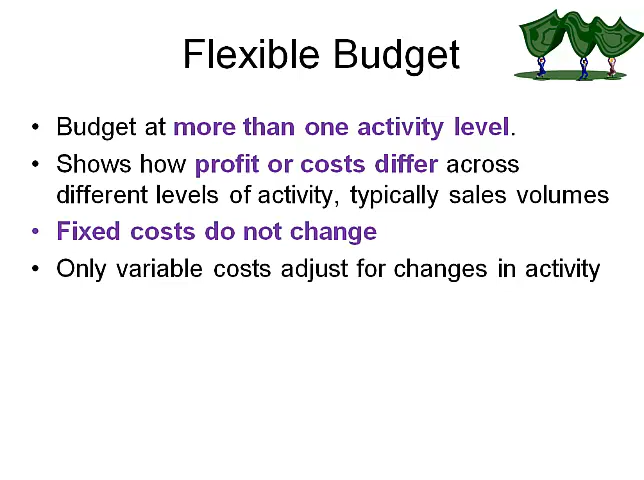 Flexible Budget
• Budget at more than one activity level.
• Shows how profit or costs differ across
different levels of activity, typically sales volumes
• Fixed costs do not change
• Only variable costs adjust for changes in activity